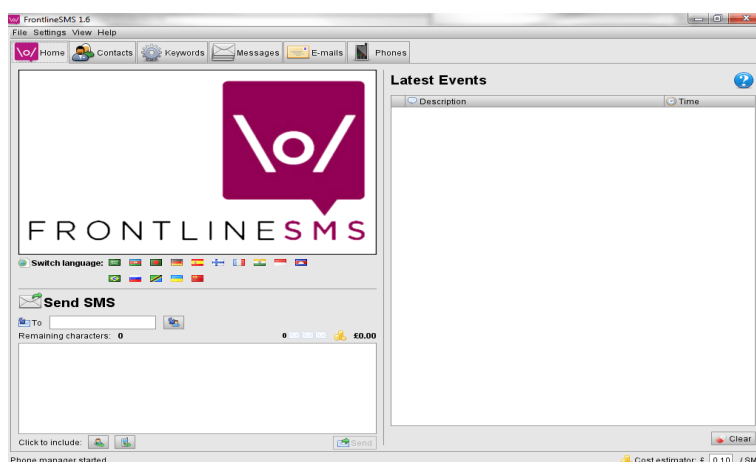 FrontlineSMS 1.6
File Settings View Help
\o/ Home Contacts Keywords Messages E-mails Phones
Latest Events
Description Time
\o/
FRONTLINESMS
Switch language:
Send SMS
To
Remaining characters: 0 0 £0.00
Click to include: Send
Clear
Phone manager started Cost estimator: £ 0.10 / SM